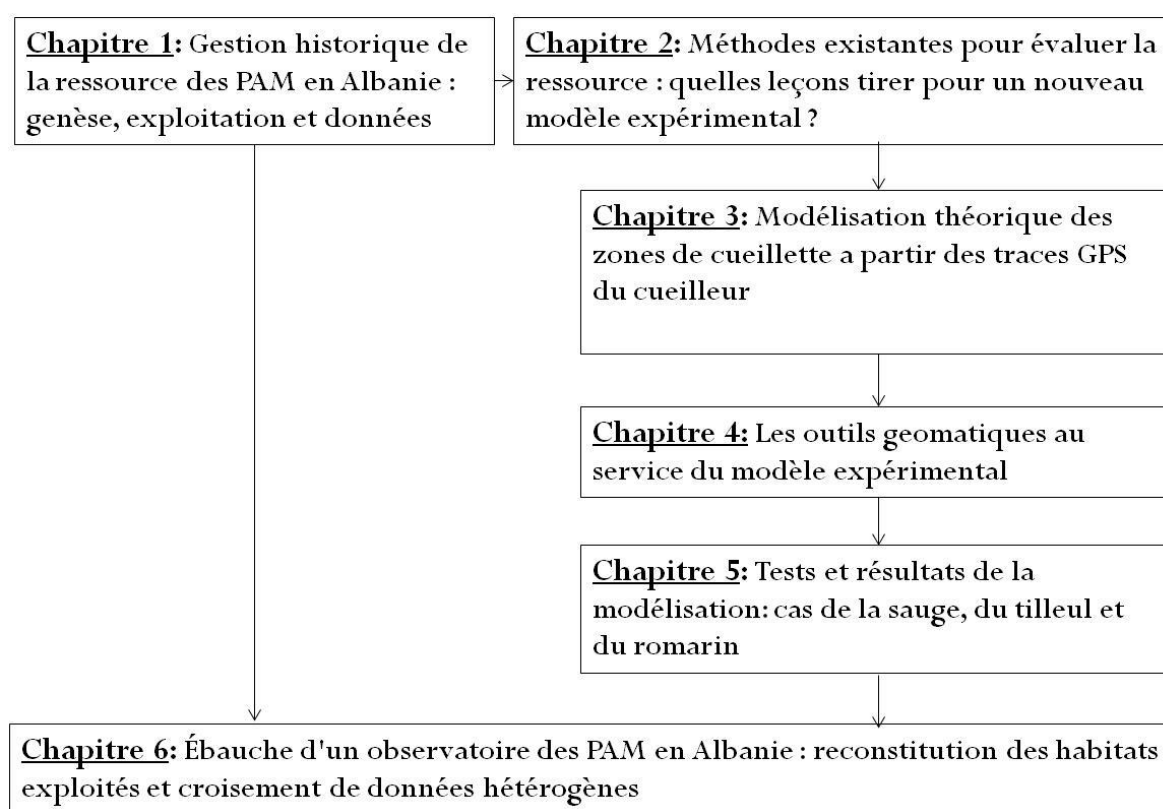 Chapitre 1: Gestion historique de
la ressource des PAM en Albanie :
genèse, exploitation et données
Chapitre 2: Méthodes existantes pour évaluer la
ressource : quelles leçons tirer pour un nouveau
modèle expérimental ?
Chapitre 3: Modélisation théorique des
zones de cueillette a partir des traces GPS
du cueilleur
Chapitre 4: Les outils geomatiques au
service du modèle expérimental
Chapitre 5: Tests et résultats de la
modélisation: cas de la sauge, du tilleul et
du romarin
Chapitre 6: Ébauche d'un observatoire des PAM en Albanie : reconstitution des habitats
exploités et croisement de données hétérogènes